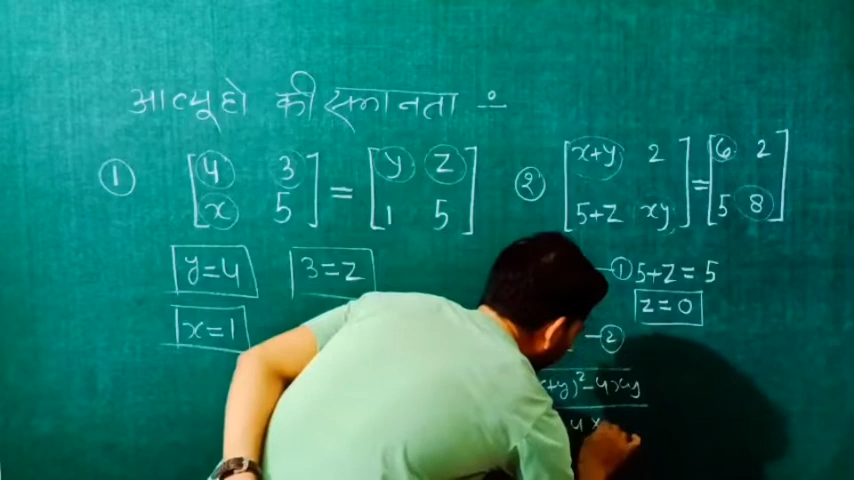 आव्यूहो की समानता ÷
① [4 3 x 5] = [y z 1 5]
② [x+y 2 5+z xy] = [6 2 5 8]
y=4 3=z
x=1
—① 5+z=5
z=0
—②
+y)²-4xy
4×